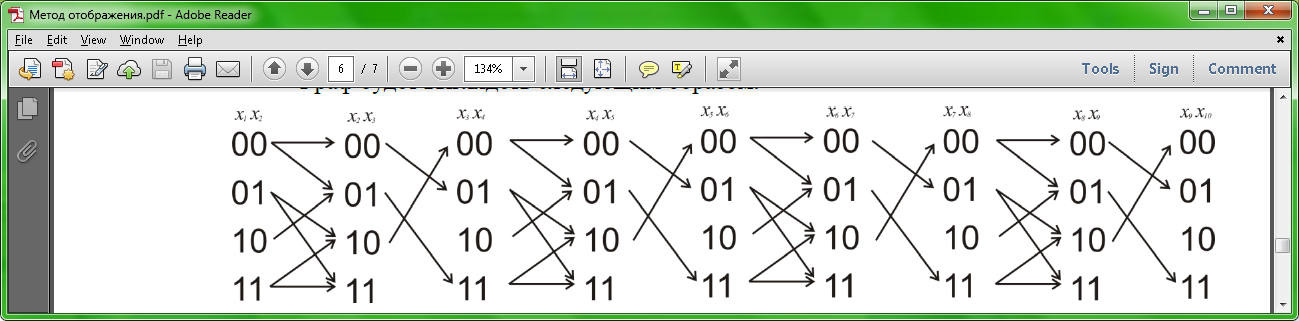 Метод отображения.pdf - Adobe Reader
File Edit View Window Help
6 / 7 134% Tools Sign Comment
x₁ x₂ x₂ x₃ x₃ x₄ x₄ x₅ x₅ x₆ x₆ x₇ x₇ x₈ x₈ x₉ x₉ x₁₀
00 00 00 00 00 00 00 00 00
01 01 01 01 01 01 01 01 01
10 10 10 10 10 10 10 10 10
11 11 11 11 11 11 11 11 11